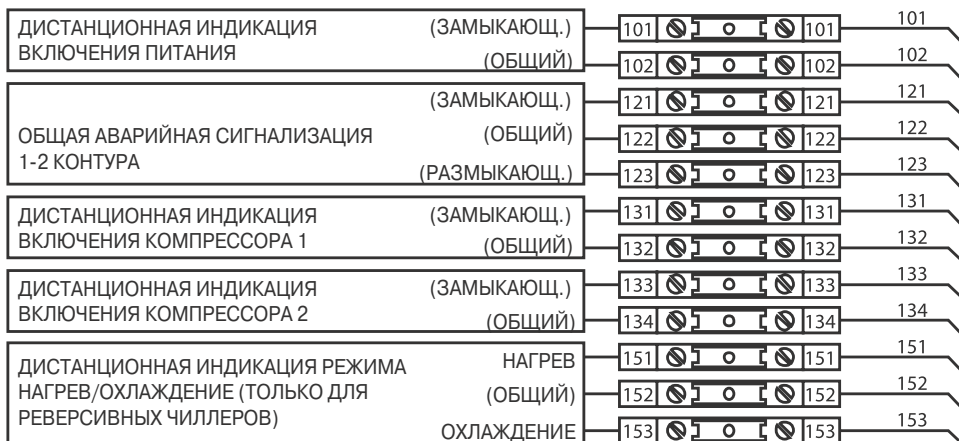 ДИСТАНЦИОННАЯ ИНДИКАЦИЯ
ВКЛЮЧЕНИЯ ПИТАНИЯ
(ЗАМЫКАЮЩ.) 101 101 101
(ОБЩИЙ) 102 102 102
ОБЩАЯ АВАРИЙНАЯ СИГНАЛИЗАЦИЯ
1-2 КОНТУРА
(ЗАМЫКАЮЩ.) 121 121 121
(ОБЩИЙ) 122 122 122
(РАЗМЫКАЮЩ.) 123 123 123
ДИСТАНЦИОННАЯ ИНДИКАЦИЯ
ВКЛЮЧЕНИЯ КОМПРЕССОРА 1
(ЗАМЫКАЮЩ.) 131 131 131
(ОБЩИЙ) 132 132 132
ДИСТАНЦИОННАЯ ИНДИКАЦИЯ
ВКЛЮЧЕНИЯ КОМПРЕССОРА 2
(ЗАМЫКАЮЩ.) 133 133 133
(ОБЩИЙ) 134 134 134
ДИСТАНЦИОННАЯ ИНДИКАЦИЯ РЕЖИМА
НАГРЕВ/ОХЛАЖДЕНИЕ (ТОЛЬКО ДЛЯ
РЕВЕРСИВНЫХ ЧИЛЛЕРОВ)
НАГРЕВ 151 151 151
(ОБЩИЙ) 152 152 152
ОХЛАЖДЕНИЕ 153 153 153